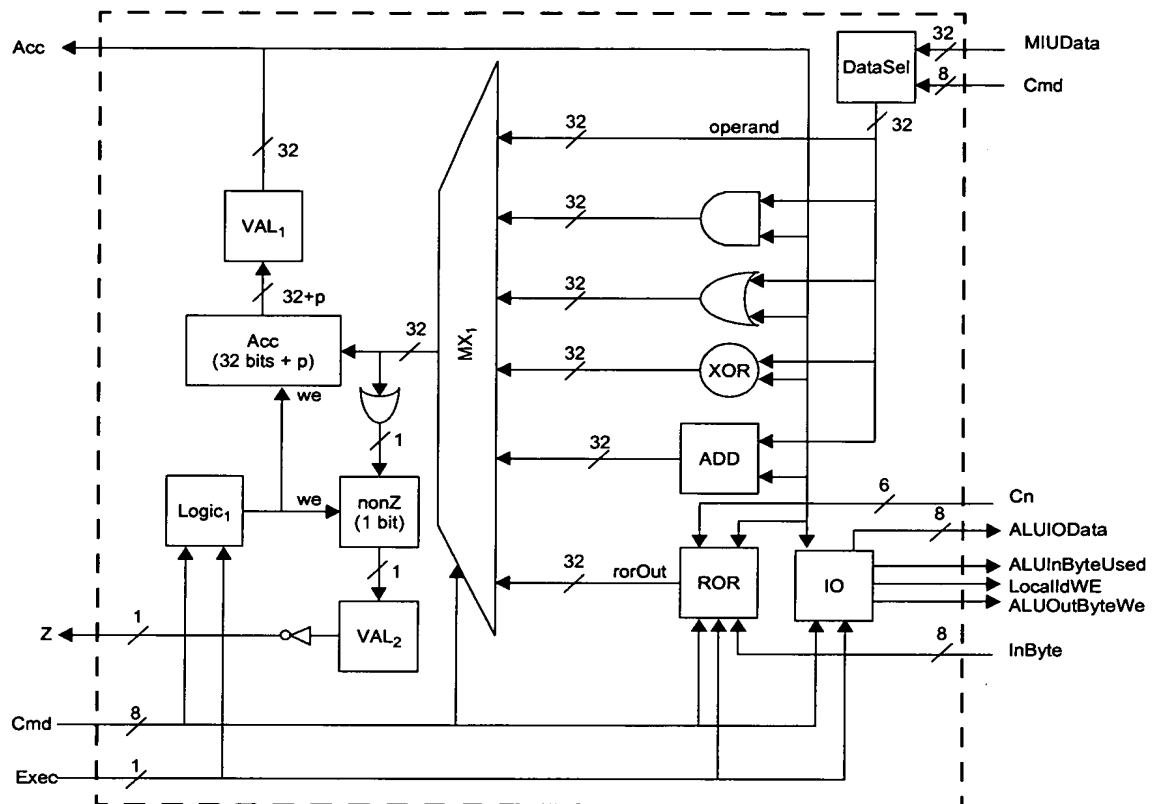 Acc
32
MIUData
DataSel
8
Cmd
32
32
operand
32
32
VAL1
32+p
32
Acc
(32 bits + p)
32
MX1
32
XOR
we
1
32
ADD
Logic1
we
nonZ
(1 bit)
6
Cn
8
ALUIOData
1
32
rorOut
ROR
IO
ALUInByteUsed
LocalIdWE
ALUOutByteWe
Z
1
VAL2
8
InByte
Cmd
8
Exec
1